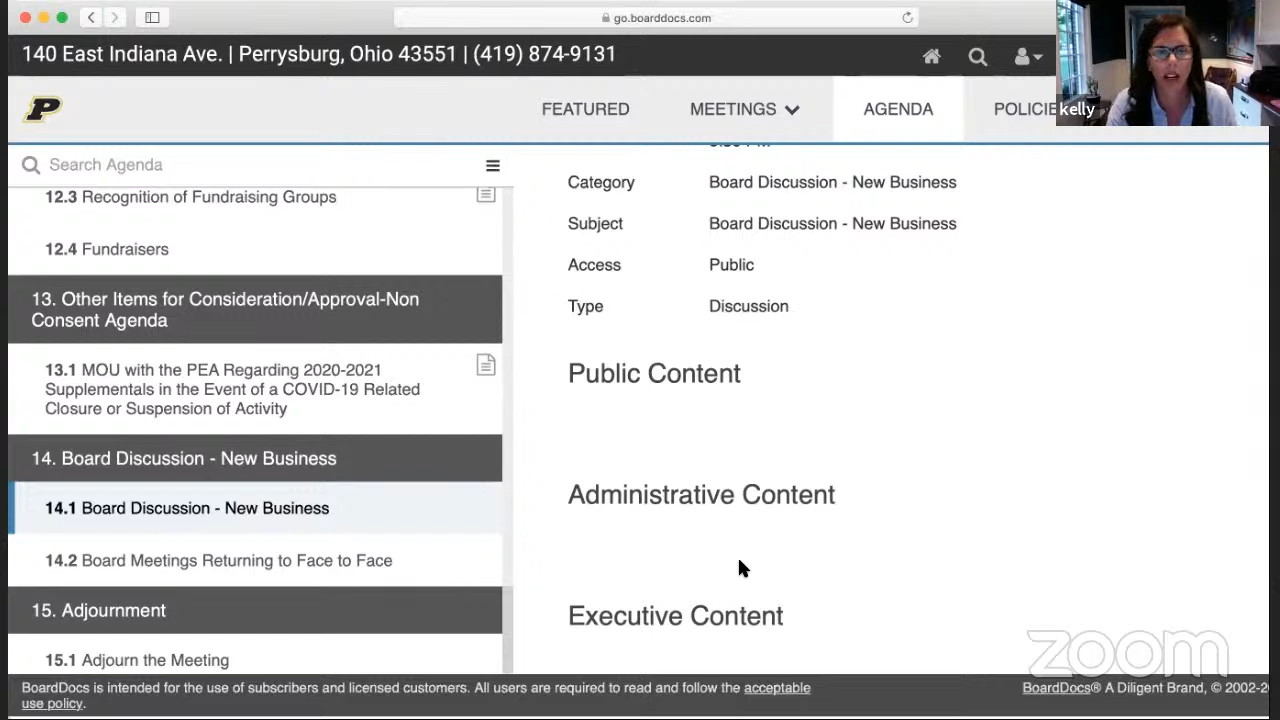 go.boarddocs.com
140 East Indiana Ave. | Perrysburg, Ohio 43551 | (419) 874-9131
kelly
P
FEATURED
MEETINGS
AGENDA
POLICIE
Search Agenda
12.3 Recognition of Fundraising Groups
12.4 Fundraisers
13. Other Items for Consideration/Approval-Non
Consent Agenda
13.1 MOU with the PEA Regarding 2020-2021
Supplementals in the Event of a COVID-19 Related
Closure or Suspension of Activity
14. Board Discussion - New Business
14.1 Board Discussion - New Business
14.2 Board Meetings Returning to Face to Face
15. Adjournment
15.1 Adjourn the Meeting
Category Board Discussion - New Business
Subject Board Discussion - New Business
Access Public
Type Discussion
Public Content
Administrative Content
Executive Content
zoom
BoardDocs is intended for the use of subscribers and licensed customers. All users are required to read and follow the acceptable
use policy.
BoardDocs® A Diligent Brand, © 2002-2